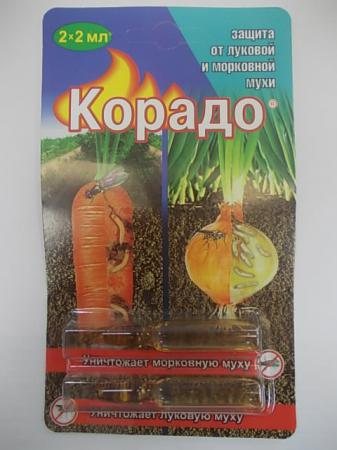 2×2 мл
защита
от луковой
и морковной
мухи
Корадо®
Уничтожает морковную муху
Уничтожает луковую муху